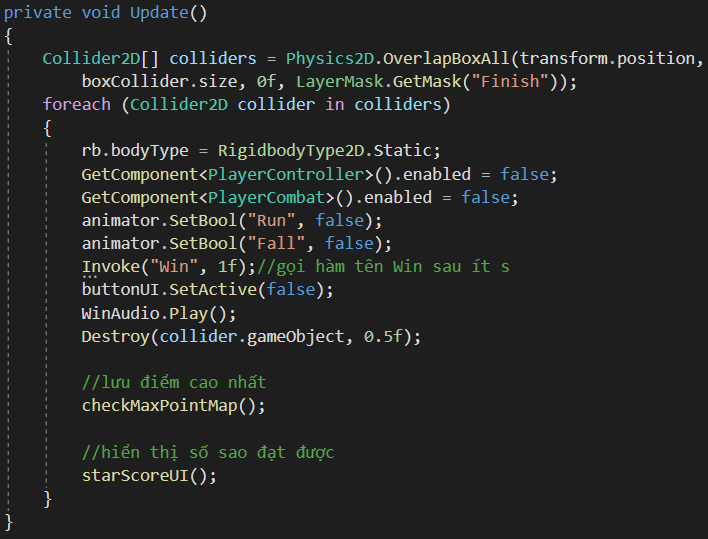 private void Update()
{
Collider2D[] colliders = Physics2D.OverlapBoxAll(transform.position,
boxCollider.size, 0f, LayerMask.GetMask("Finish"));
foreach (Collider2D collider in colliders)
{
rb.bodyType = RigidbodyType2D.Static;
GetComponent<PlayerController>().enabled = false;
GetComponent<PlayerCombat>().enabled = false;
animator.SetBool("Run", false);
animator.SetBool("Fall", false);
Invoke("Win", 1f);//gọi hàm tên Win sau ít s
buttonUI.SetActive(false);
WinAudio.Play();
Destroy(collider.gameObject, 0.5f);
//lưu điểm cao nhất
checkMaxPointMap();
//hiển thị số sao đạt được
starScoreUI();
}
}